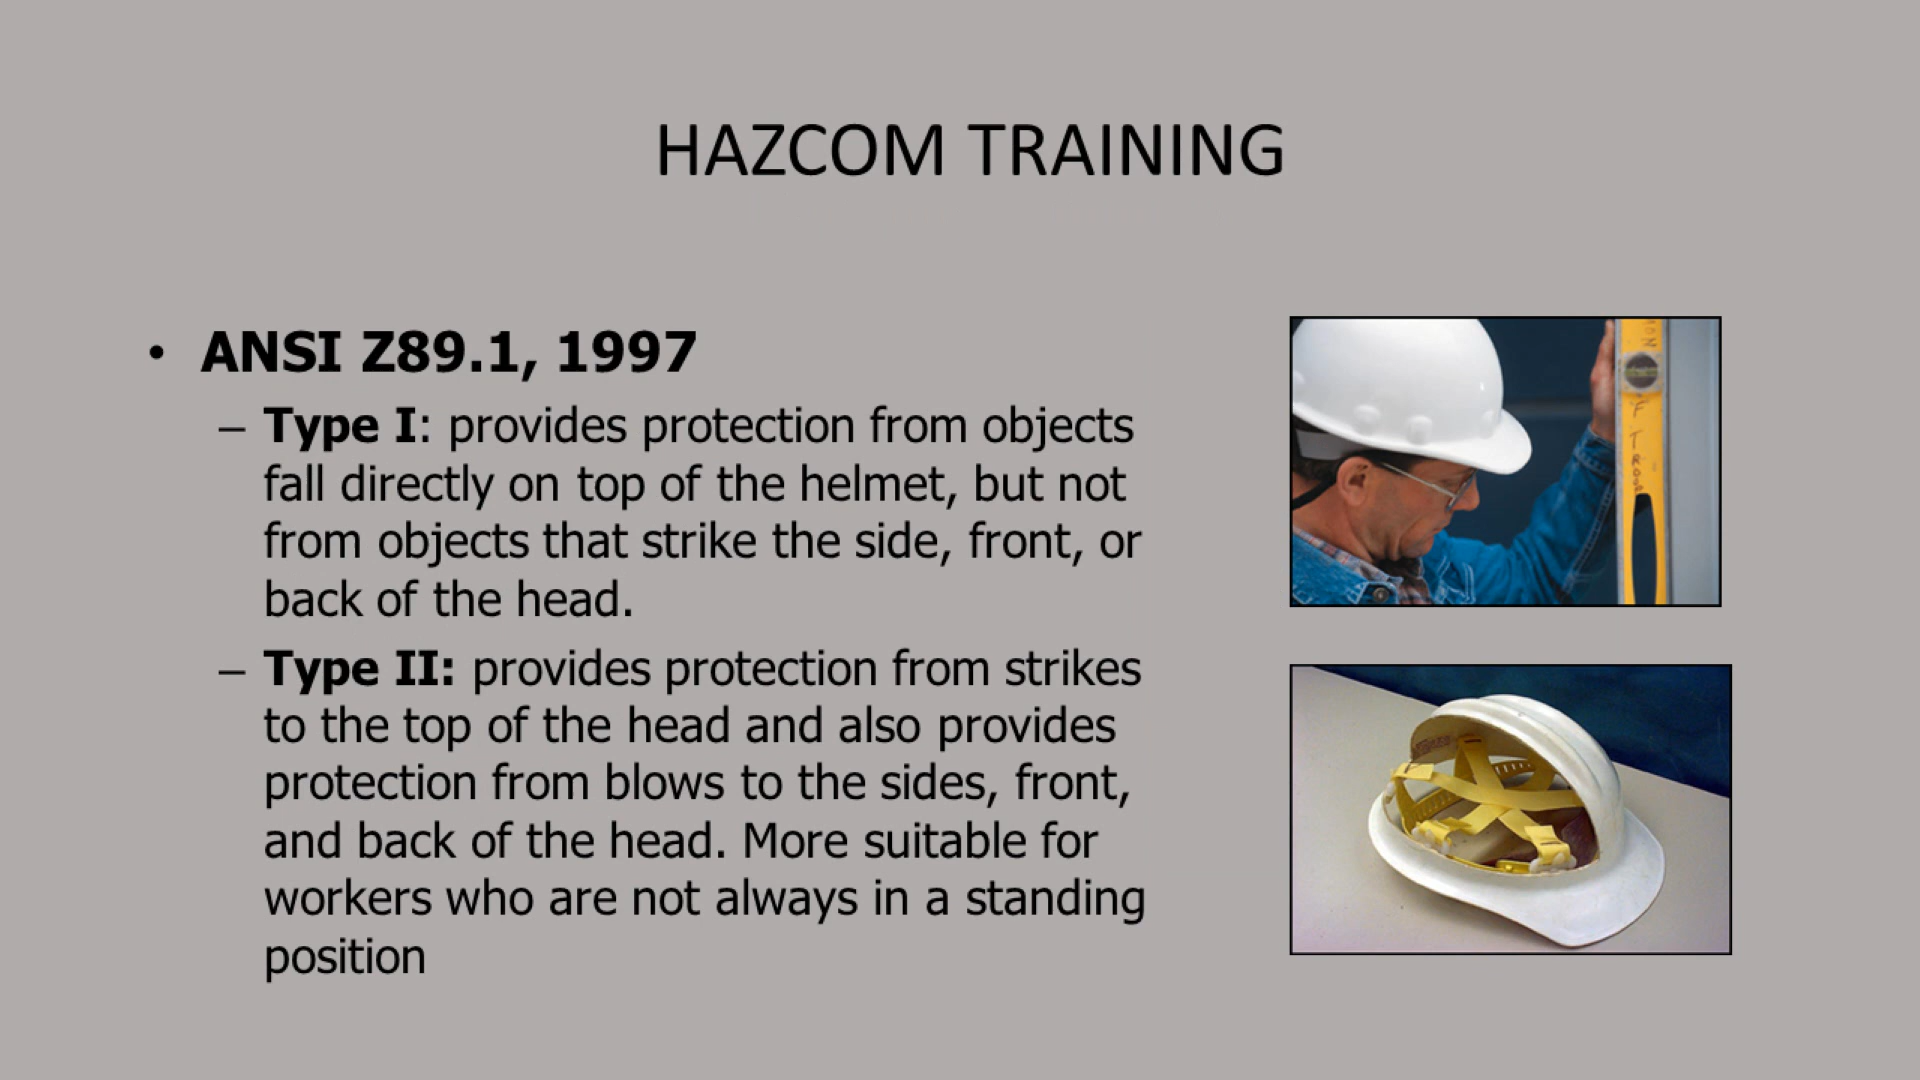 HAZCOM TRAINING
• ANSI Z89.1, 1997
– Type I: provides protection from objects
fall directly on top of the helmet, but not
from objects that strike the side, front, or
back of the head.
– Type II: provides protection from strikes
to the top of the head and also provides
protection from blows to the sides, front,
and back of the head. More suitable for
workers who are not always in a standing
position